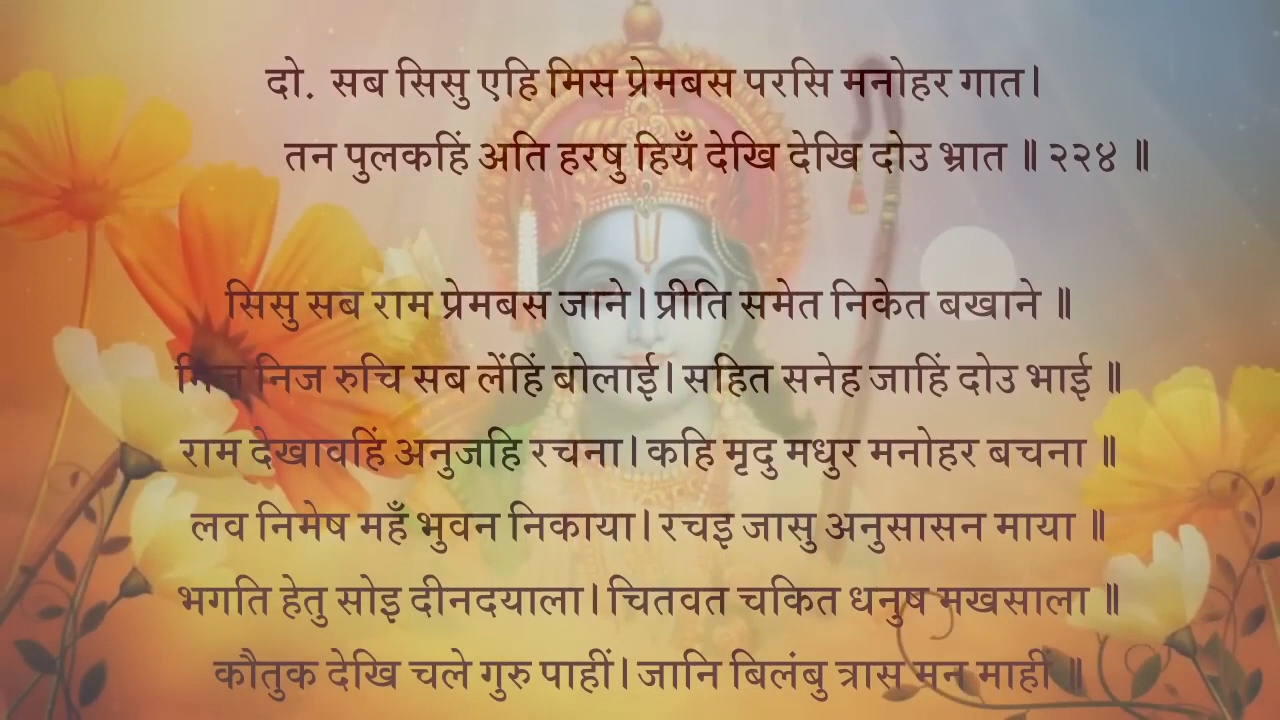 दो. सब सिसु एहि मिस प्रेमबस परसि मनोहर गात।
तन पुलकहिं अति हरषु हियँ देखि देखि दोउ भ्रात ॥ २२४ ॥
सिसु सब राम प्रेमबस जाने। प्रीति समेत निकेत बखाने ॥
निज निज रुचि सब लेंहिं बोलाई। सहित सनेह जाहिं दोउ भाई ॥
राम देखावहिं अनुजहि रचना। कहि मृदु मधुर मनोहर बचना ॥
लव निमेष महँ भुवन निकाया। रचइ जासु अनुसासन माया ॥
भगति हेतु सोइ दीनदयाला। चितवत चकित धनुष मखसाला ॥
कौतुक देखि चले गुरु पाहीं। जानि बिलंबु त्रास मन माहीं ॥